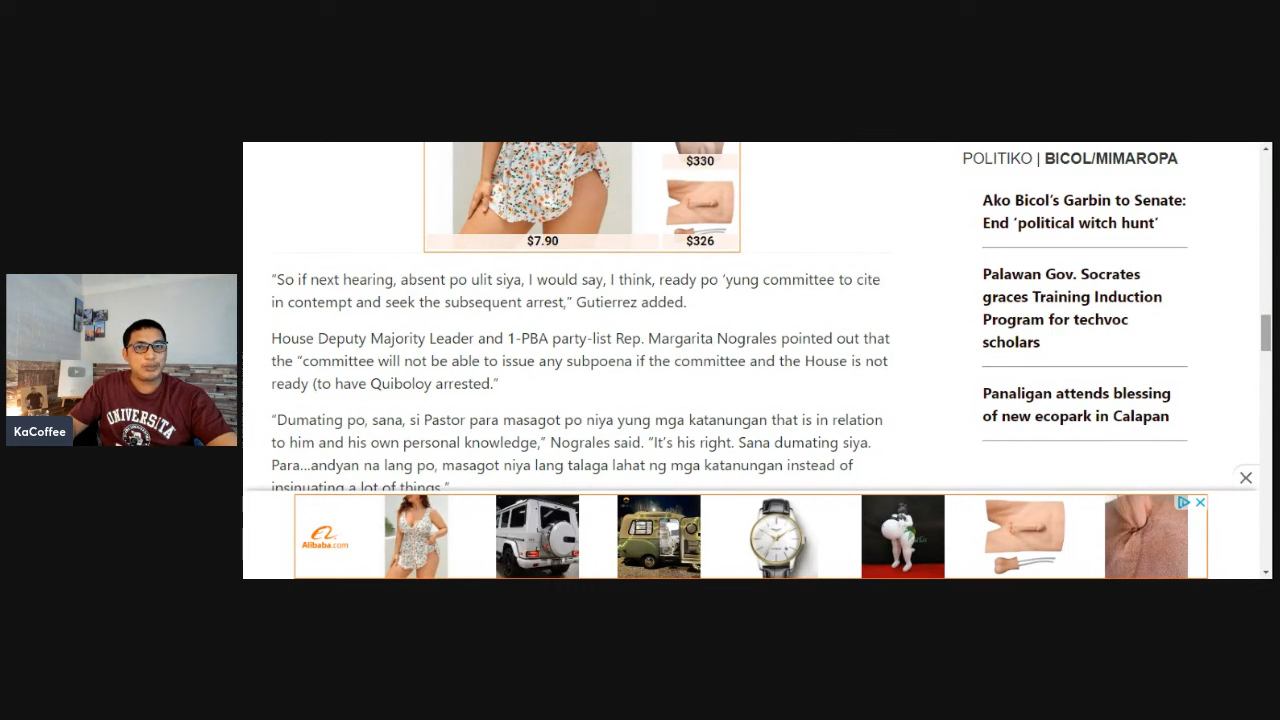 $330
$7.90
$326
“So if next hearing, absent po ulit siya, I would say, I think, ready po ‘yung committee to cite
in contempt and seek the subsequent arrest,” Gutierrez added.
House Deputy Majority Leader and 1-PBA party-list Rep. Margarita Nograles pointed out that
the “committee will not be able to issue any subpoena if the committee and the House is not
ready (to have Quiboloy arrested.”
“Dumating po, sana, si Pastor para masagot po niya yung mga katanungan that is in relation
to him and his own personal knowledge,” Nograles said. “It’s his right. Sana dumating siya.
Para...andyan na lang po, masagot niya lang talaga lahat ng mga katanungan instead of
insinuating a lot of things.”
POLITIKO | BICOL/MIMAROPA
Ako Bicol’s Garbin to Senate:
End ‘political witch hunt’
Palawan Gov. Socrates
graces Training Induction
Program for techvoc
scholars
Panaligan attends blessing
of new ecopark in Calapan
UNIVERSITA
KaCoffee
Alibaba.com